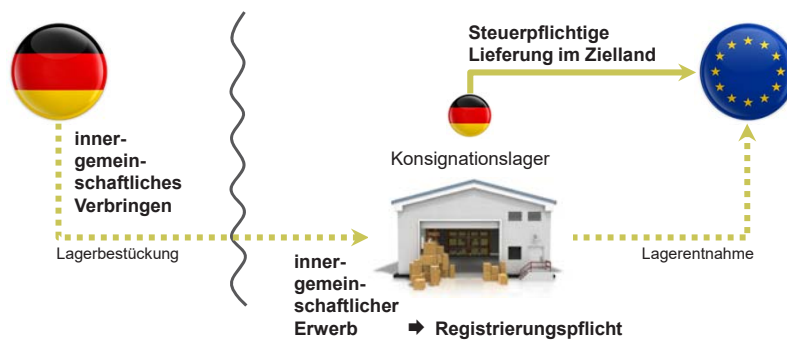 Steuerpflichtige
Lieferung im Zielland
inner-
gemein-
schaftliches
Verbringen
Konsignationslager
Lagerbestückung
Lagerentnahme
inner-
gemein-
schaftlicher
Erwerb ➡ Registrierungspflicht